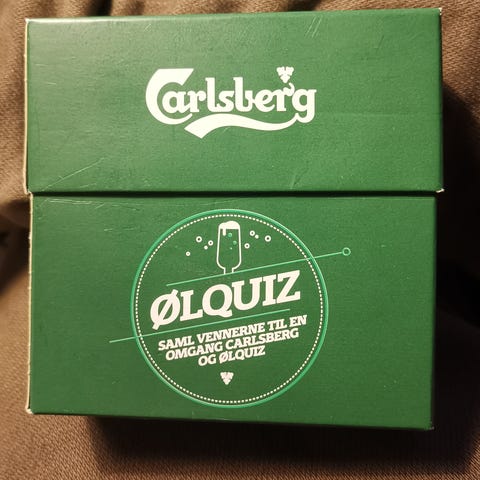 Carlsberg
ØLQUIZ
SAML VENNERNE TIL EN
OMGANG CARLSBERG
OG ØLQUIZ